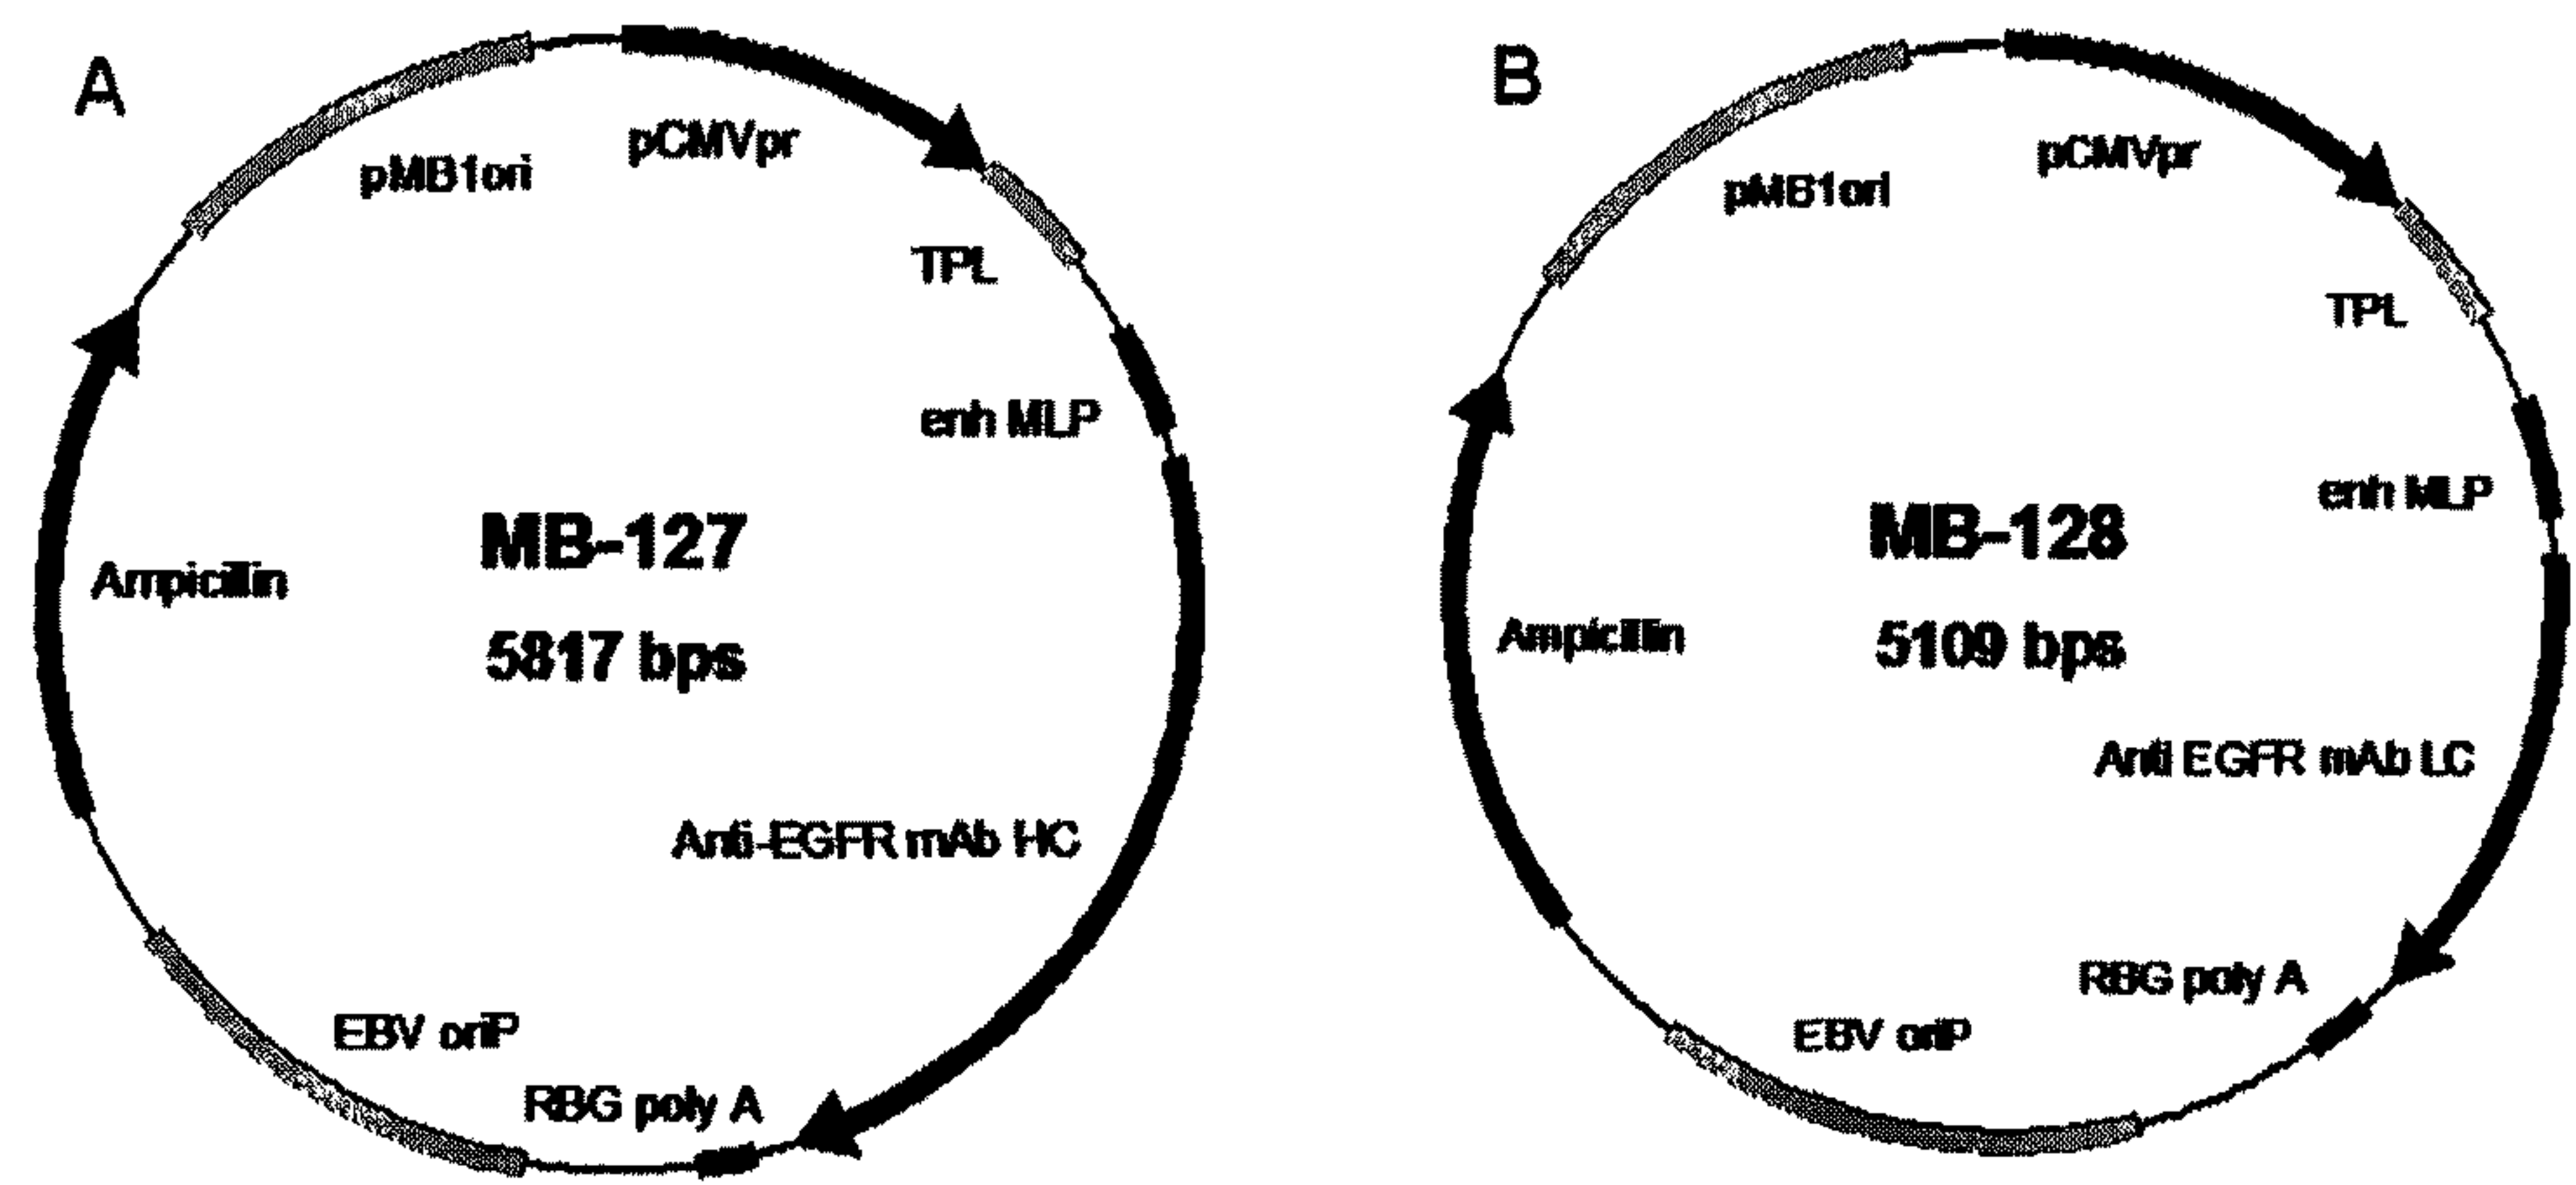 A
pMB1ori
pCMVpr
TPL
enh MLP
MB-127
5817 bps
Ampicillin
Anti-EGFR mAb HC
EBV oriP
RBG poly A
B
pMB1ori
pCMVpr
TPL
enh MLP
MB-128
5109 bps
Ampicillin
Anti EGFR mAb LC
RBG poly A
EBV oriP